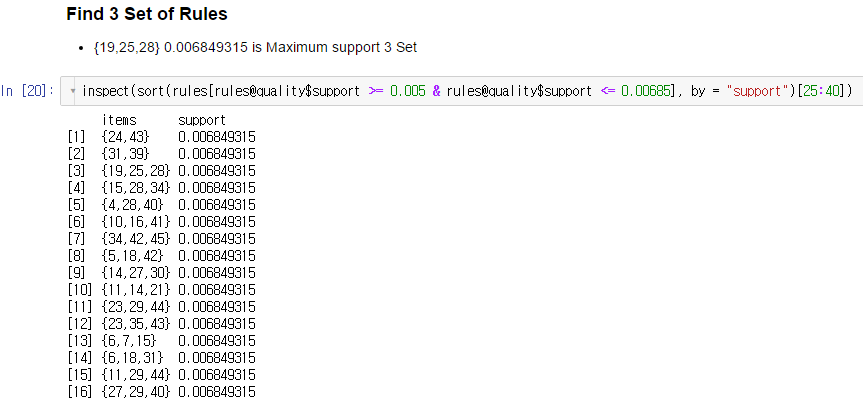 Find 3 Set of Rules
• {19,25,28} 0.006849315 is Maximum support 3 Set
In [20]: inspect(sort(rules[rules@quality$support >= 0.005 & rules@quality$support <= 0.00685], by = "support")[25:40])
items support
[1] {24,43} 0.006849315
[2] {31,39} 0.006849315
[3] {19,25,28} 0.006849315
[4] {15,28,34} 0.006849315
[5] {4,28,40} 0.006849315
[6] {10,16,41} 0.006849315
[7] {34,42,45} 0.006849315
[8] {5,18,42} 0.006849315
[9] {14,27,30} 0.006849315
[10] {11,14,21} 0.006849315
[11] {23,29,44} 0.006849315
[12] {23,35,43} 0.006849315
[13] {6,7,15} 0.006849315
[14] {6,18,31} 0.006849315
[15] {11,29,44} 0.006849315
[16] {27,29,40} 0.006849315